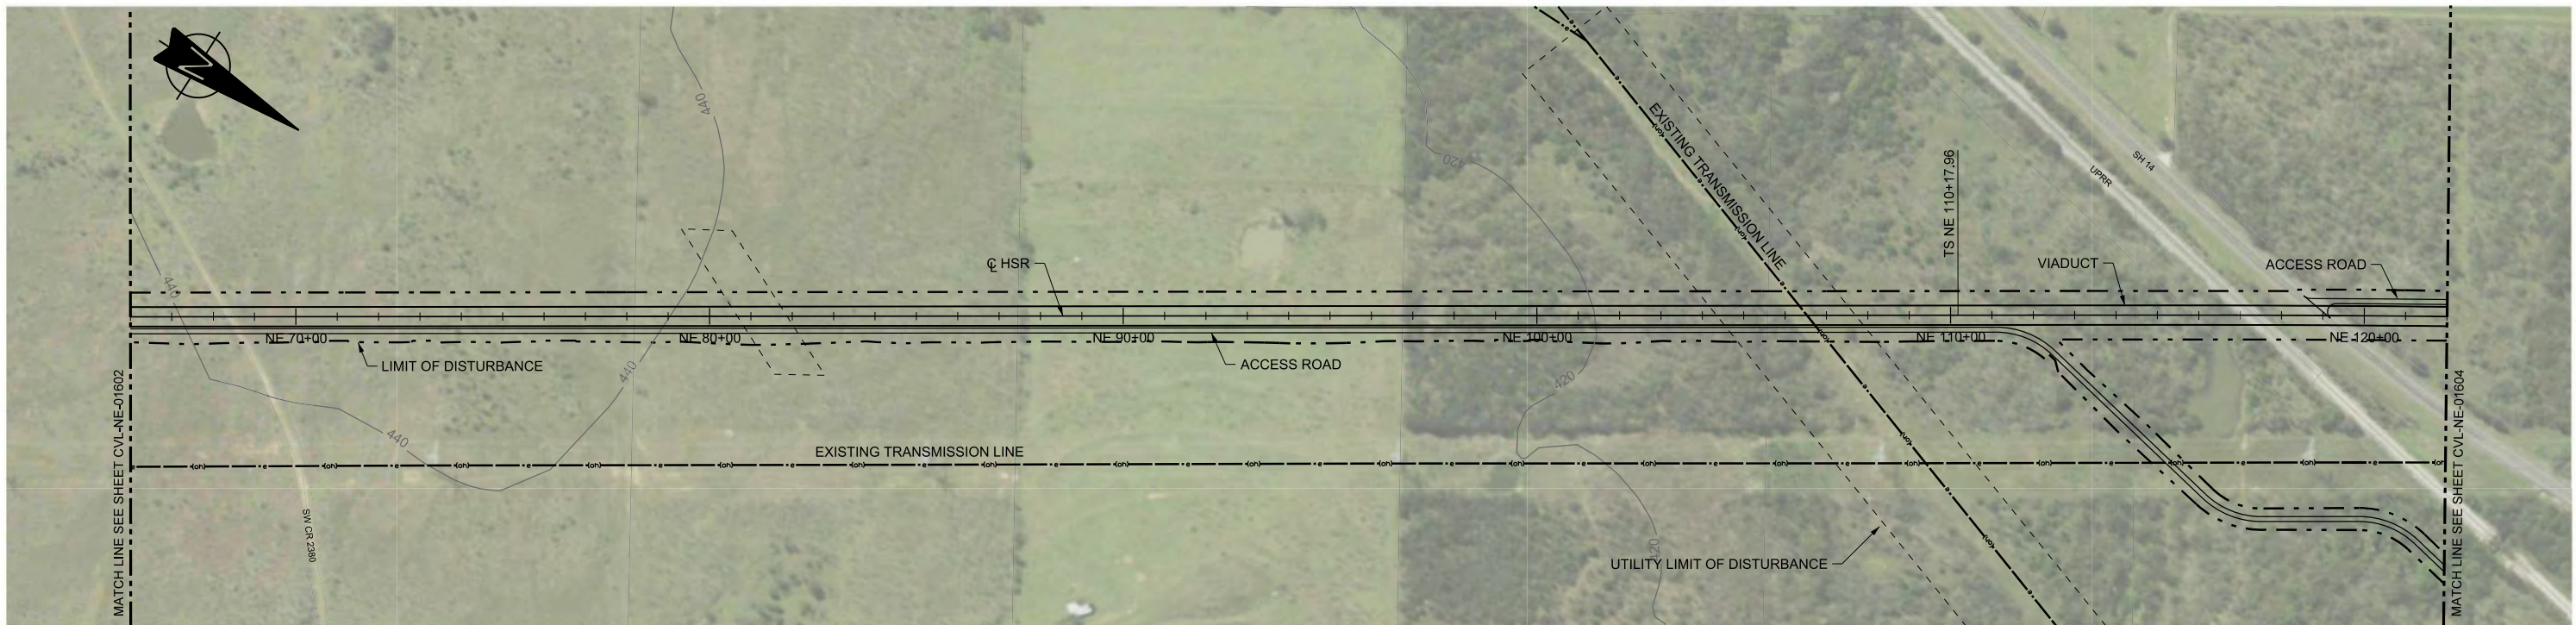 N
440
420
EXISTING TRANSMISSION LINE
TS NE 110+17.96
UPRR
SH 14
℄ HSR
VIADUCT
ACCESS ROAD
440
NE 70+00
NE 80+00
NE 90+00
NE 100+00
NE 110+00
NE 120+00
LIMIT OF DISTURBANCE
440
ACCESS ROAD
420
440
EXISTING TRANSMISSION LINE
SW CR 2380
420
UTILITY LIMIT OF DISTURBANCE
MATCH LINE SEE SHEET CVL-NE-01602
MATCH LINE SEE SHEET CVL-NE-01604